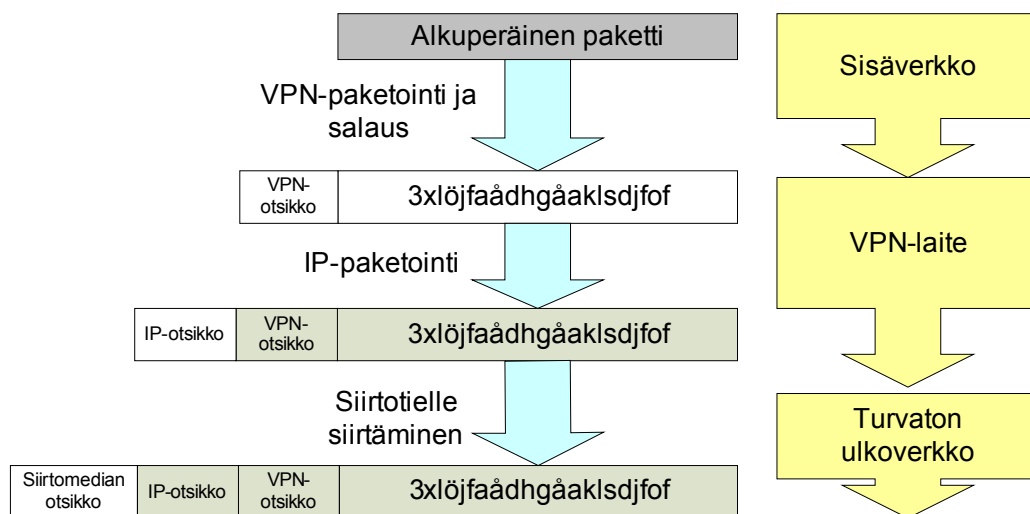 Alkuperäinen paketti
Sisäverkko
VPN-paketointi ja
salaus
VPN-
otsikko
3xlöjfaådhgåaklsdjfof
VPN-laite
IP-paketointi
IP-otsikko
VPN-
otsikko
3xlöjfaådhgåaklsdjfof
Siirtotielle
siirtäminen
Turvaton
ulkoverkko
Siirtomedian
otsikko
IP-otsikko
VPN-
otsikko
3xlöjfaådhgåaklsdjfof